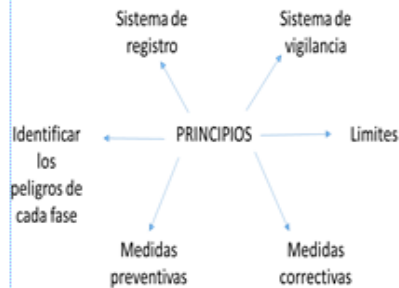 Sistema de
registro
Sistema de
vigilancia
Identificar
los
peligros de
cada fase
PRINCIPIOS
Limites
Medidas
preventivas
Medidas
correctivas